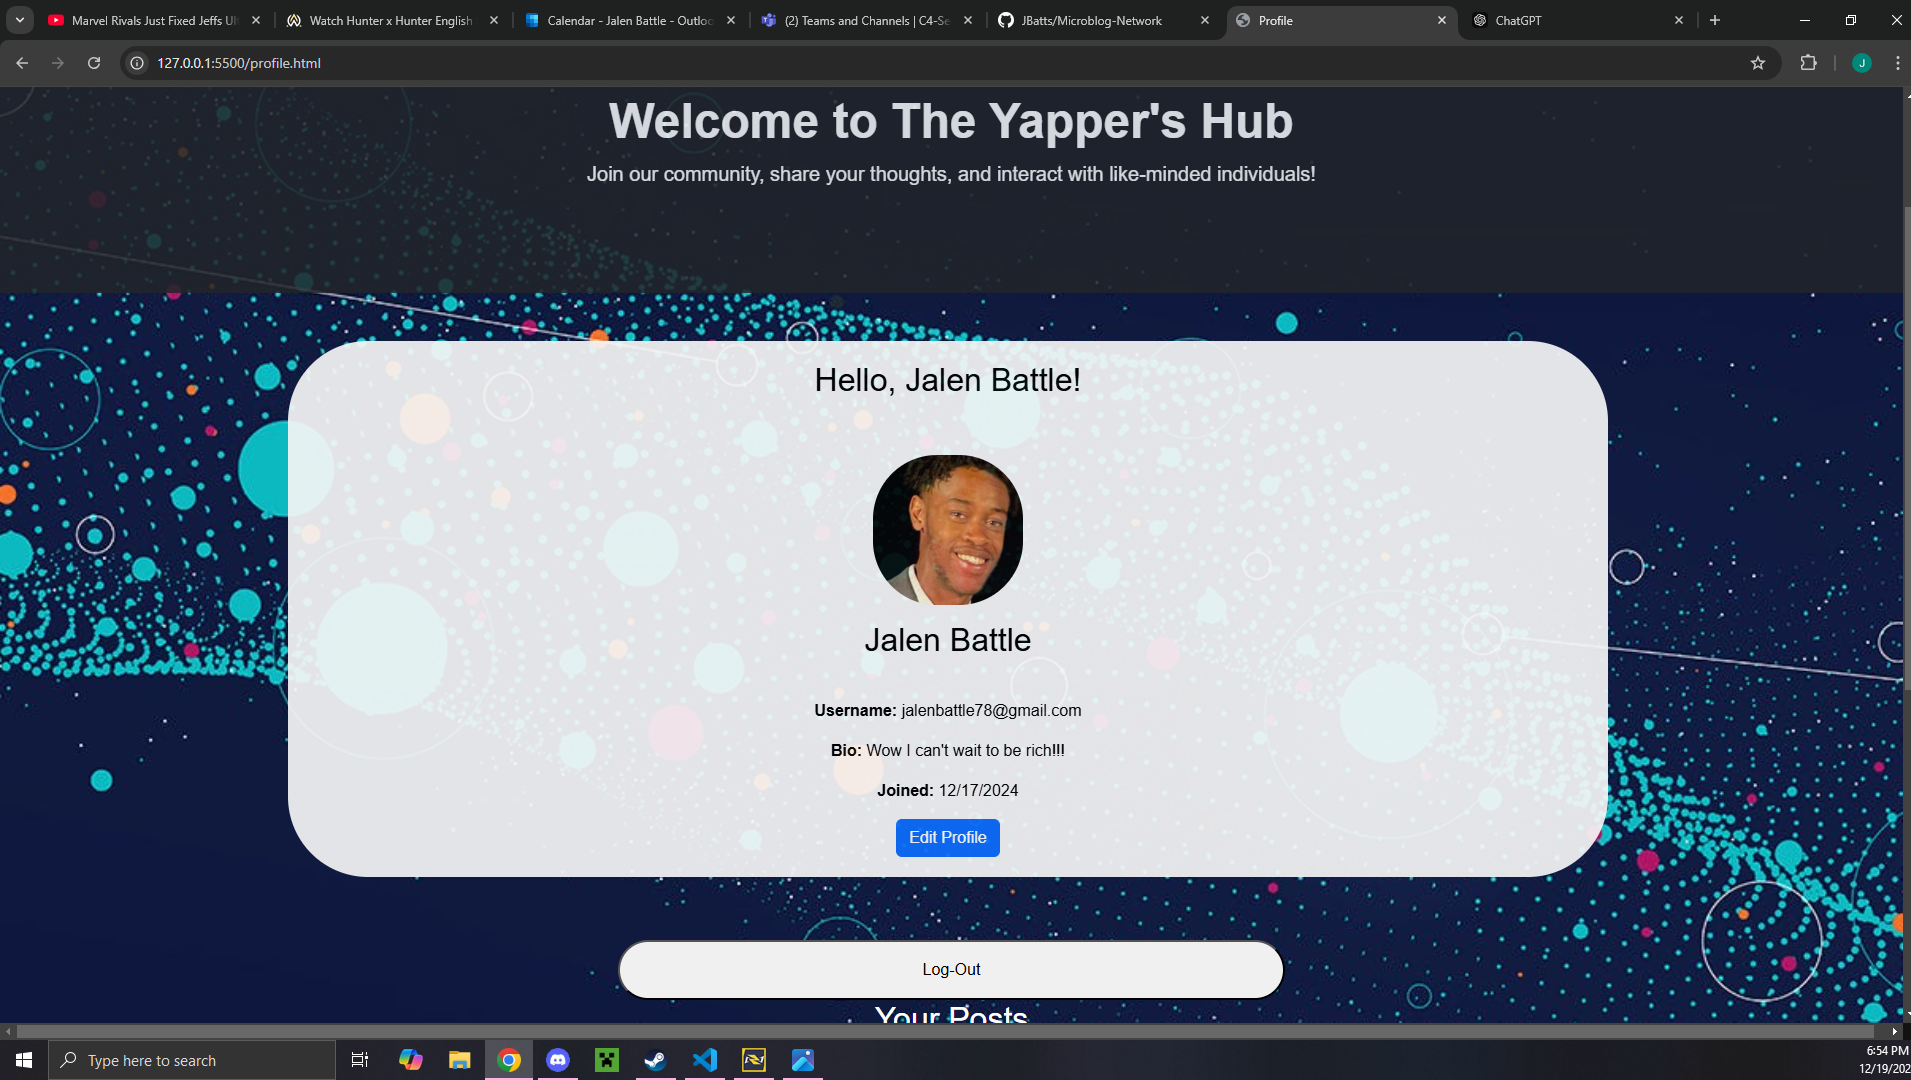 Marvel Rivals Just Fixed Jeffs Ul
Watch Hunter x Hunter English
Calendar - Jalen Battle - Outloo
(2) Teams and Channels | C4-Se
JBatts/Microblog-Network
Profile
ChatGPT
127.0.0.1:5500/profile.html
J
Welcome to The Yapper's Hub
Join our community, share your thoughts, and interact with like-minded individuals!
Hello, Jalen Battle!
Jalen Battle
Username: jalenbattle78@gmail.com
Bio: Wow I can't wait to be rich!!!
Joined: 12/17/2024
Edit Profile
Log-Out
Your Posts
Type here to search
6:54 PM
12/19/202